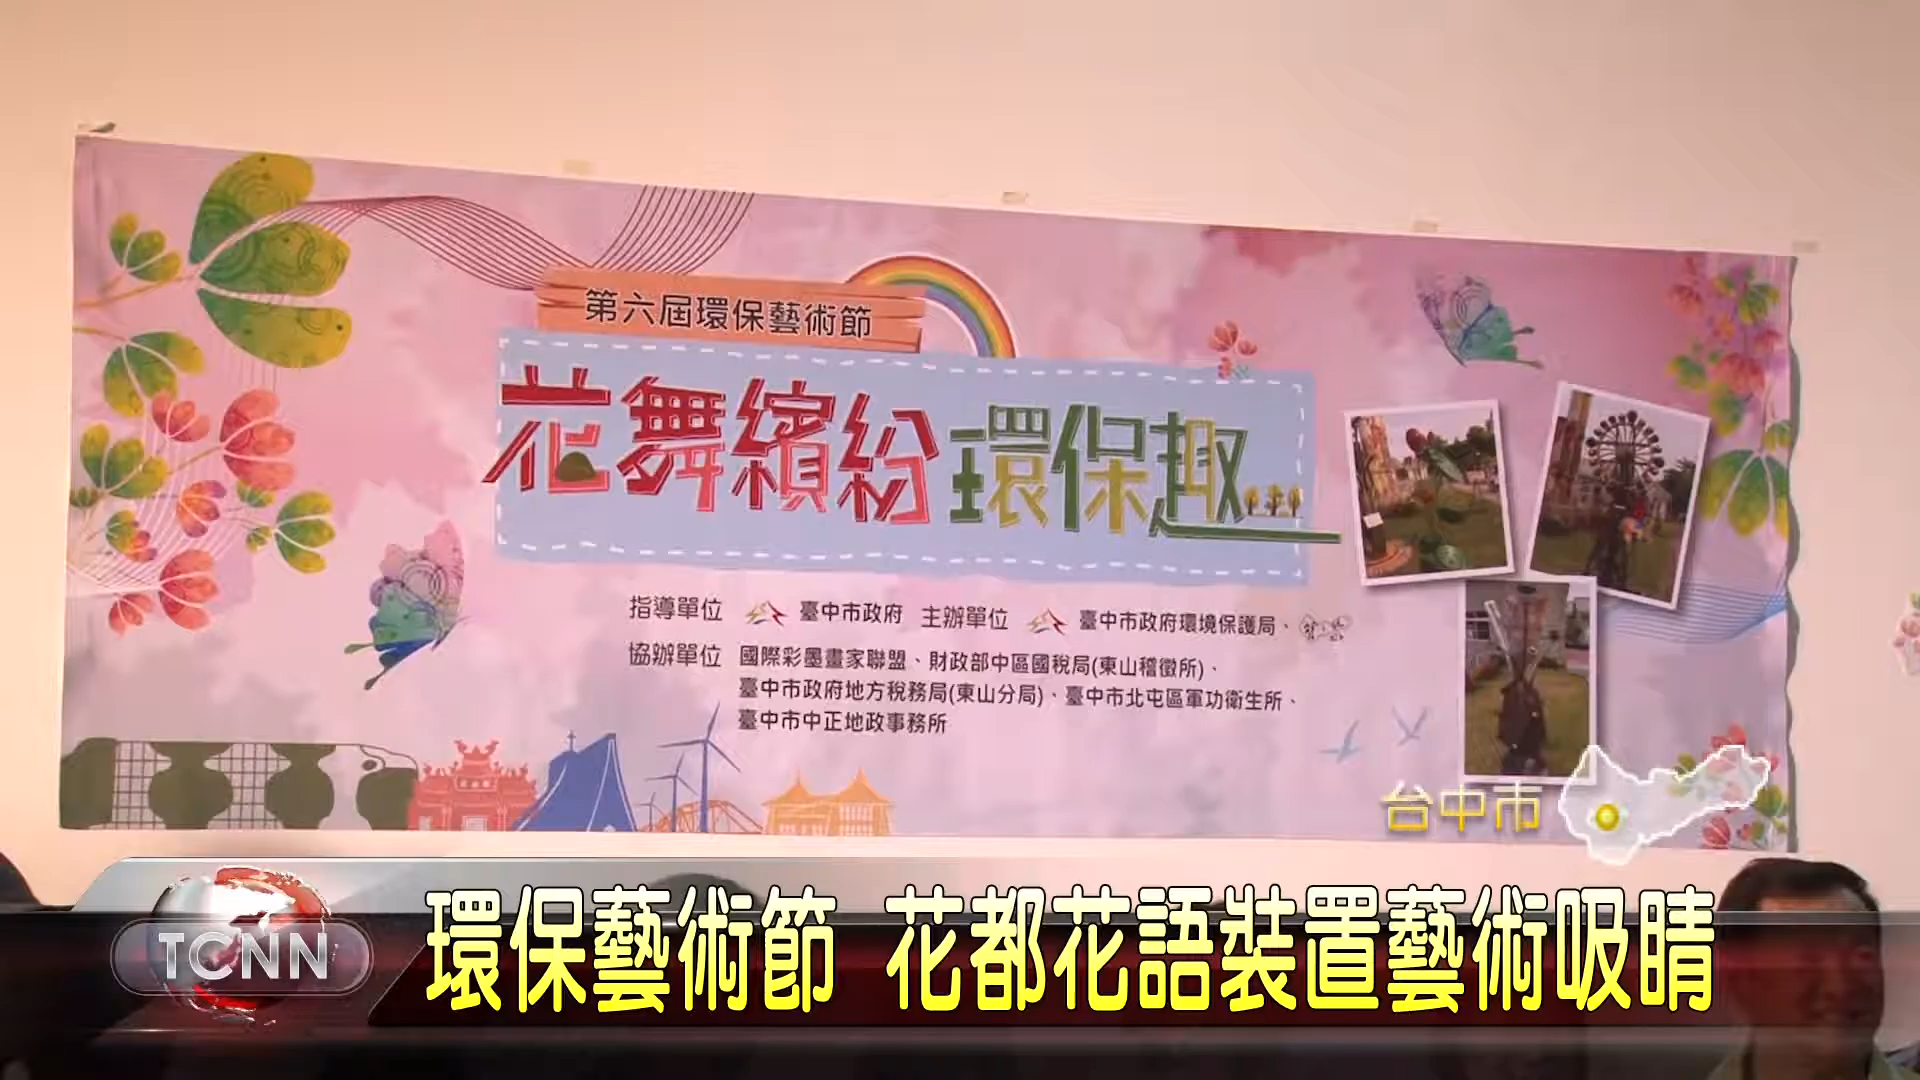 第六屆環保藝術節
花舞繽紛環保趣
指導單位 臺中市政府 主辦單位 臺中市政府環境保護局、
協辦單位 國際彩墨畫家聯盟、財政部中區國稅局(東山稽徵所)、
臺中市政府地方稅務局(東山分局)、臺中市北屯區軍功衛生所、
臺中市中正地政事務所
台中市
TCNN
環保藝術節 花都花語裝置藝術吸睛